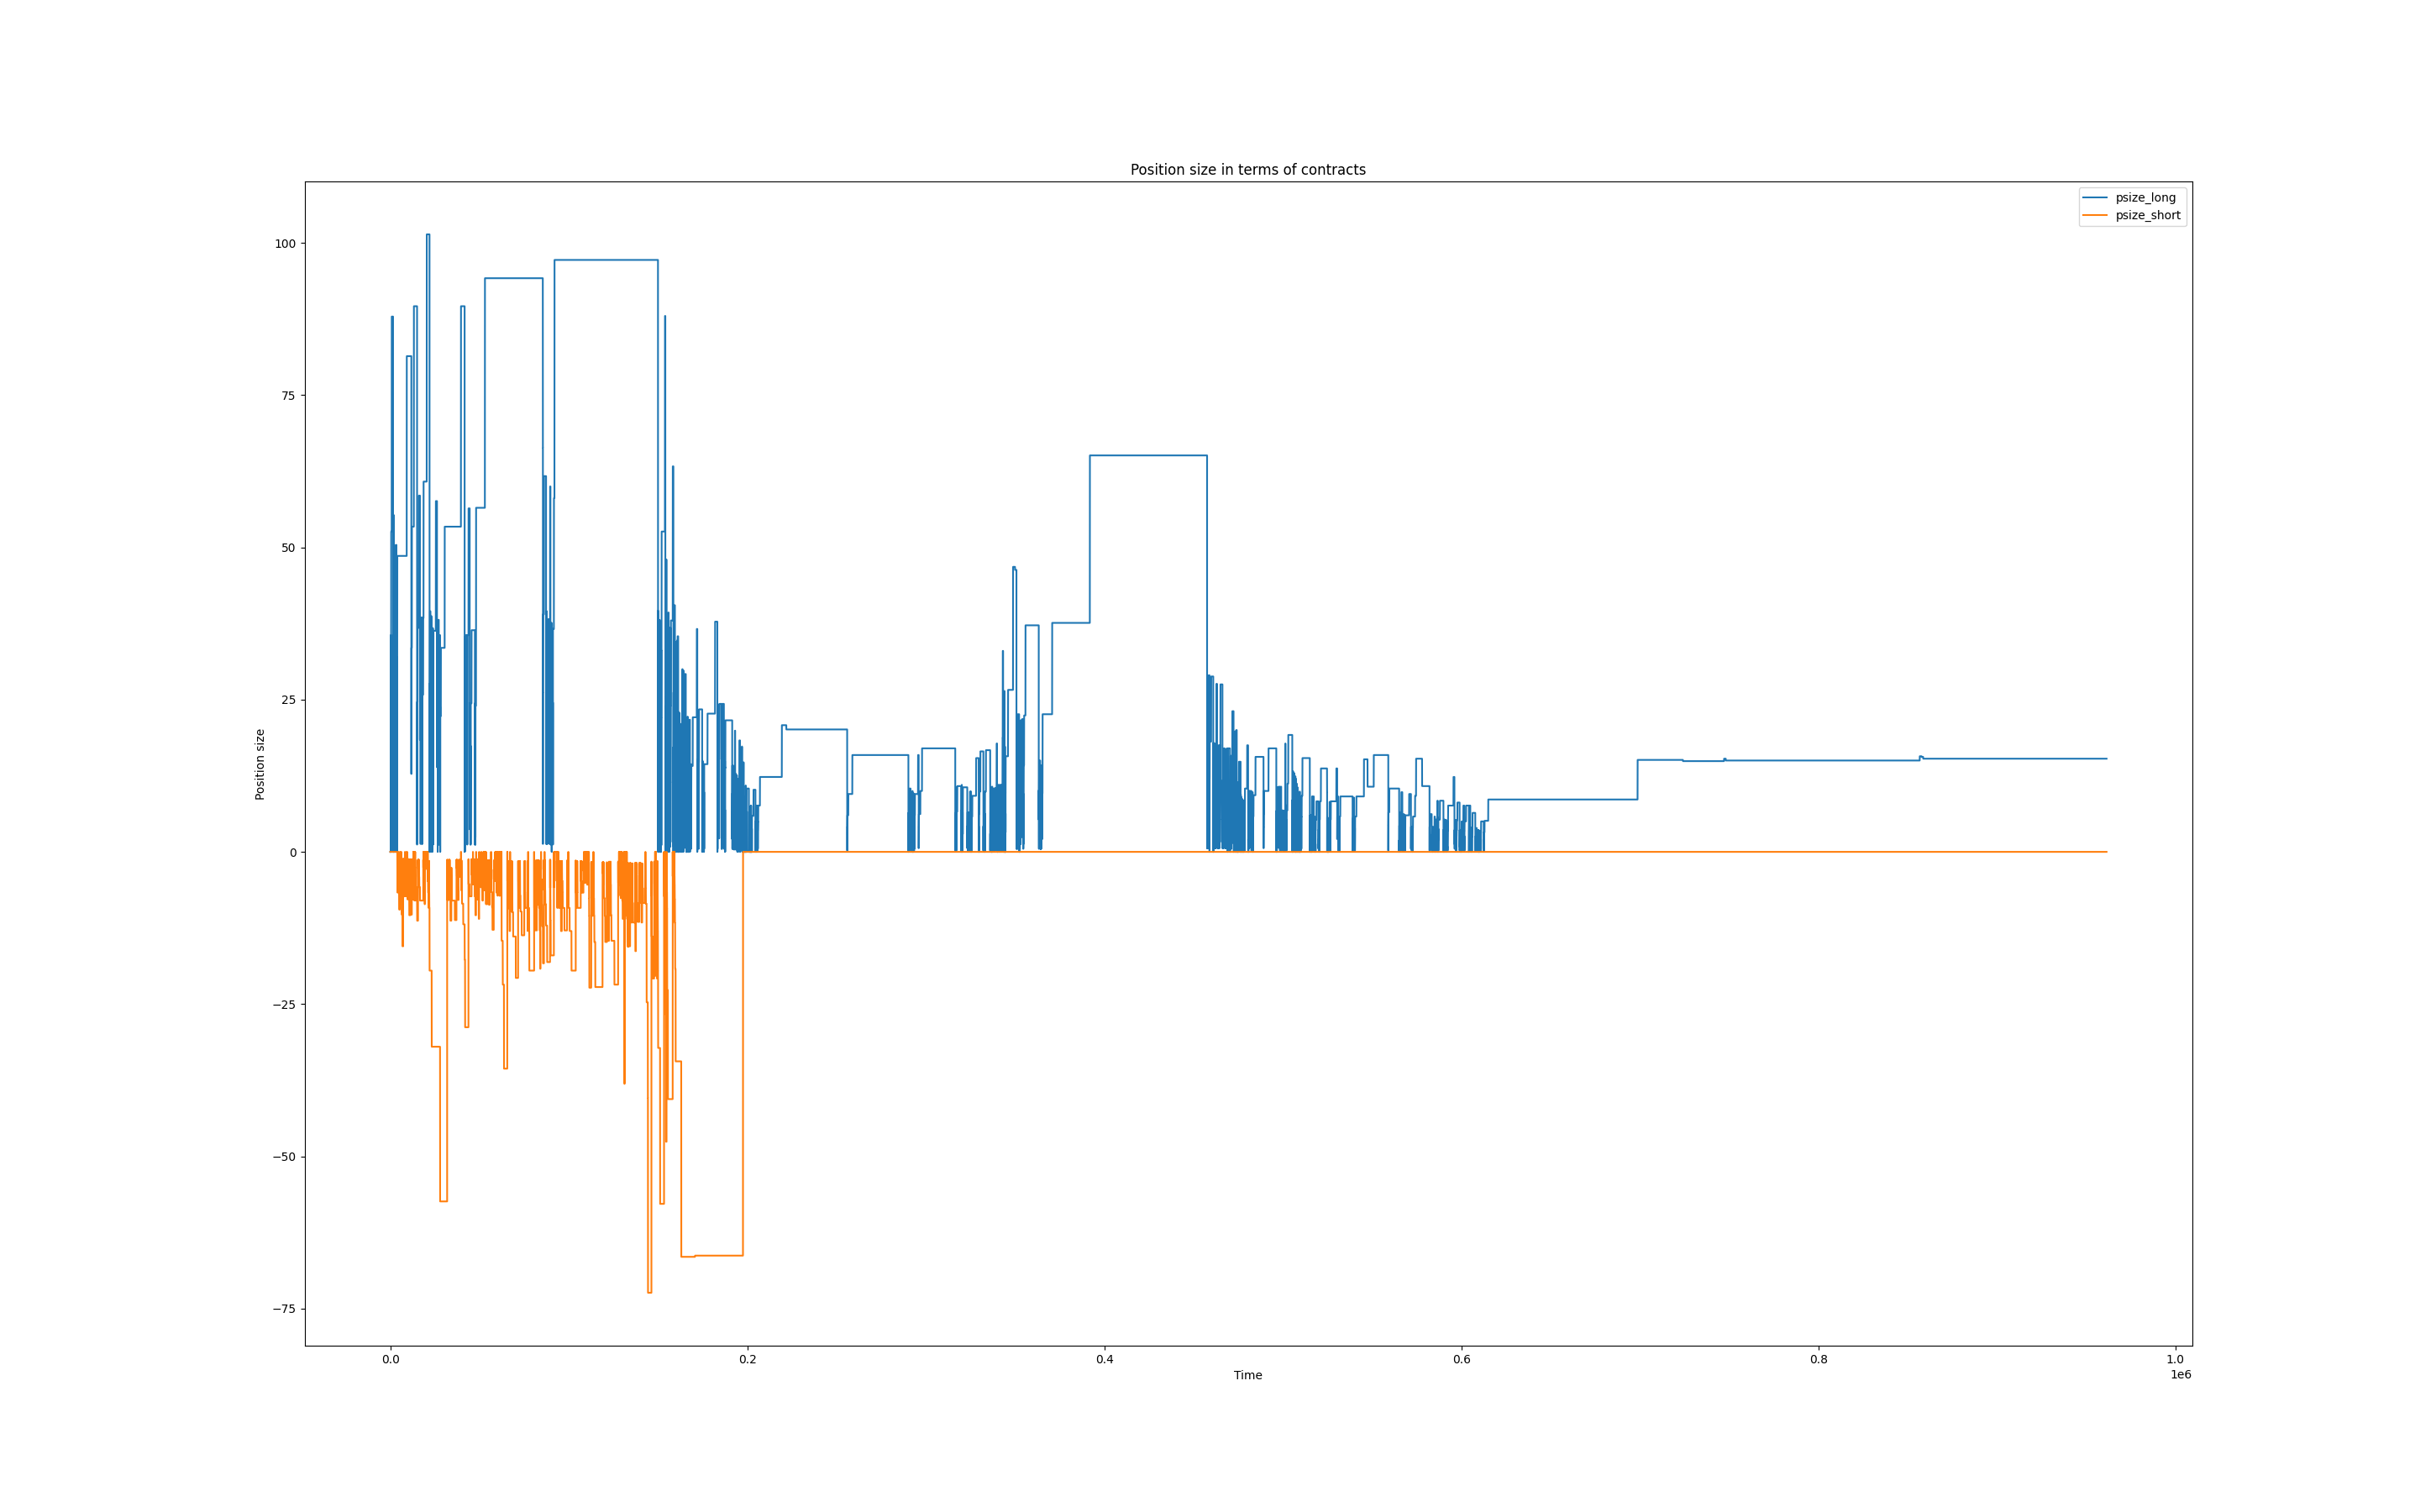 Position size in terms of contracts
psize_long
psize_short
100
75
50
25
0
−25
−50
−75
Position size
0.0
0.2
0.4
0.6
0.8
1.0
1e6
Time